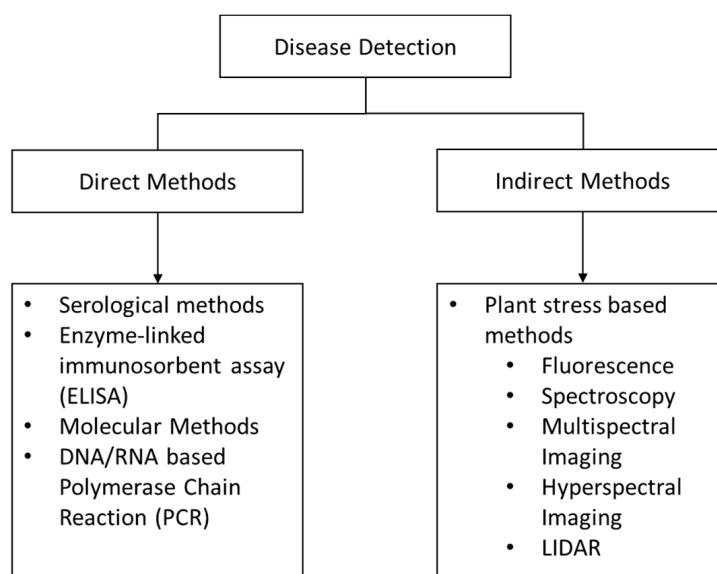 Disease Detection
Direct Methods
Indirect Methods
• Serological methods
• Enzyme-linked
immunosorbent assay
(ELISA)
• Molecular Methods
• DNA/RNA based
Polymerase Chain
Reaction (PCR)
• Plant stress based
methods
• Fluorescence
• Spectroscopy
• Multispectral
Imaging
• Hyperspectral
Imaging
• LIDAR